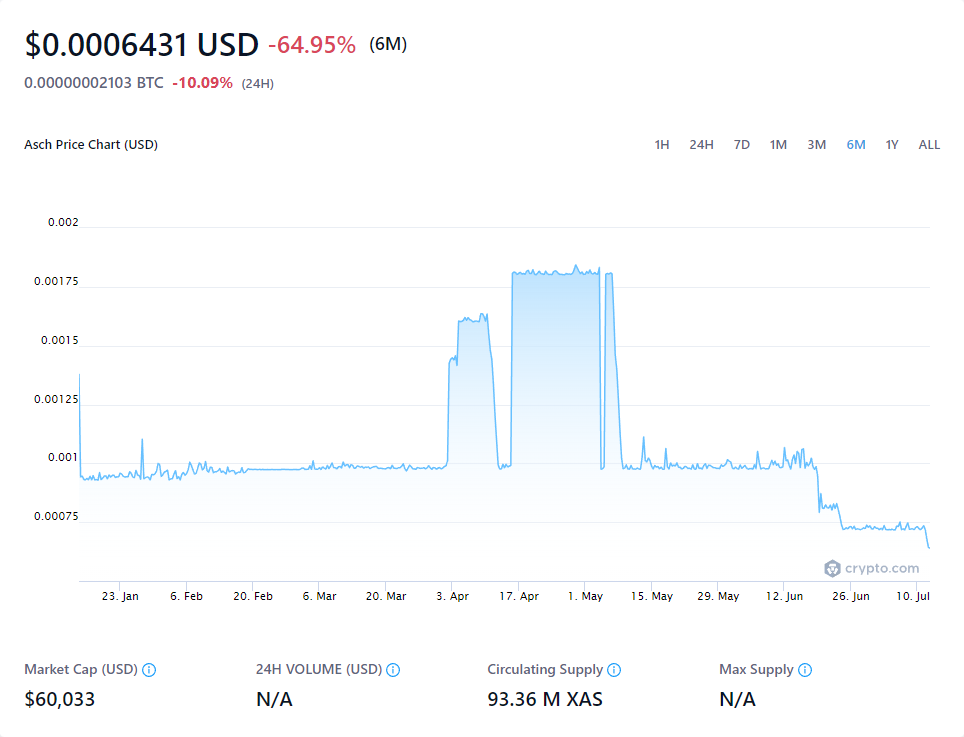 $0.0006431 USD -64.95% (6M)
0.00000002103 BTC -10.09% (24H)
Asch Price Chart (USD) 1H 24H 7D 1M 3M 6M 1Y ALL
0.002
0.00175
0.0015
0.00125
0.001
0.00075
crypto.com
23. Jan 6. Feb 20. Feb 6. Mar 20. Mar 3. Apr 17. Apr 1. May 15. May 29. May 12. Jun 26. Jun 10. Jul
Market Cap (USD) 24H VOLUME (USD) Circulating Supply Max Supply
$60,033 N/A 93.36 M XAS N/A